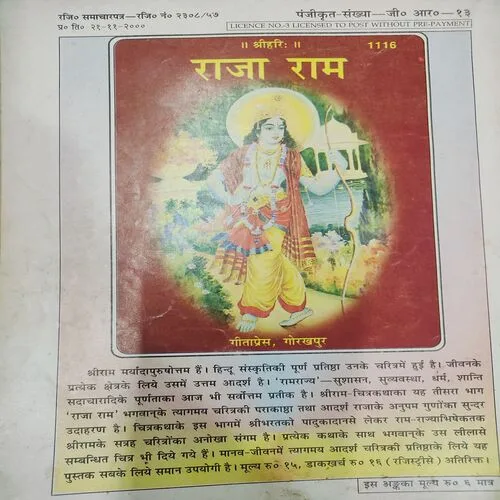 रजि० समाचारपत्र—रजि० नं० २३०८/५७
पंजीकृत-संख्या—जी० आर०—१३
प्र० ति० २१-११-२०००
LICENCE NO.-3 LICENSED TO POST WITHOUT PRE-PAYMENT
॥ श्रीहरिः ॥
1116
राजा राम
गीताप्रेस, गोरखपुर
श्रीराम मर्यादापुरुषोत्तम हैं। हिन्दू संस्कृतिकी पूर्ण प्रतिष्ठा उनके चरित्रमें हुई है। जीवनके
प्रत्येक क्षेत्रके लिये उसमें उत्तम आदर्श है। 'रामराज्य'—सुशासन, सुव्यवस्था, धर्म, शान्ति
सदाचारादिके पूर्णताका आज भी सर्वोत्तम प्रतीक है। श्रीराम-चित्रकथाका यह तीसरा भाग
'राजा राम' भगवान्‌के त्यागमय चरित्रकी पराकाष्ठा तथा आदर्श राजाके अनुपम गुणोंका सुन्दर
उदाहरण है। चित्रकथाके इस भागमें श्रीभरतको पादुकादानसे लेकर राम-राज्याभिषेकतक
श्रीरामके सत्रह चरित्रोंका अनोखा संगम है। प्रत्येक कथाके साथ भगवान्‌के उस लीलासे
सम्बन्धित चित्र भी दिये गये हैं। मानव-जीवनमें त्यागमय आदर्श चरित्रकी प्रतिष्ठाके लिये यह
पुस्तक सबके लिये समान उपयोगी है। मूल्य रु० १५, डाकखर्च रु० १६ (रजिस्ट्रीसे) अतिरिक्त।
इस अङ्कका मूल्य रु० ६ मात्र